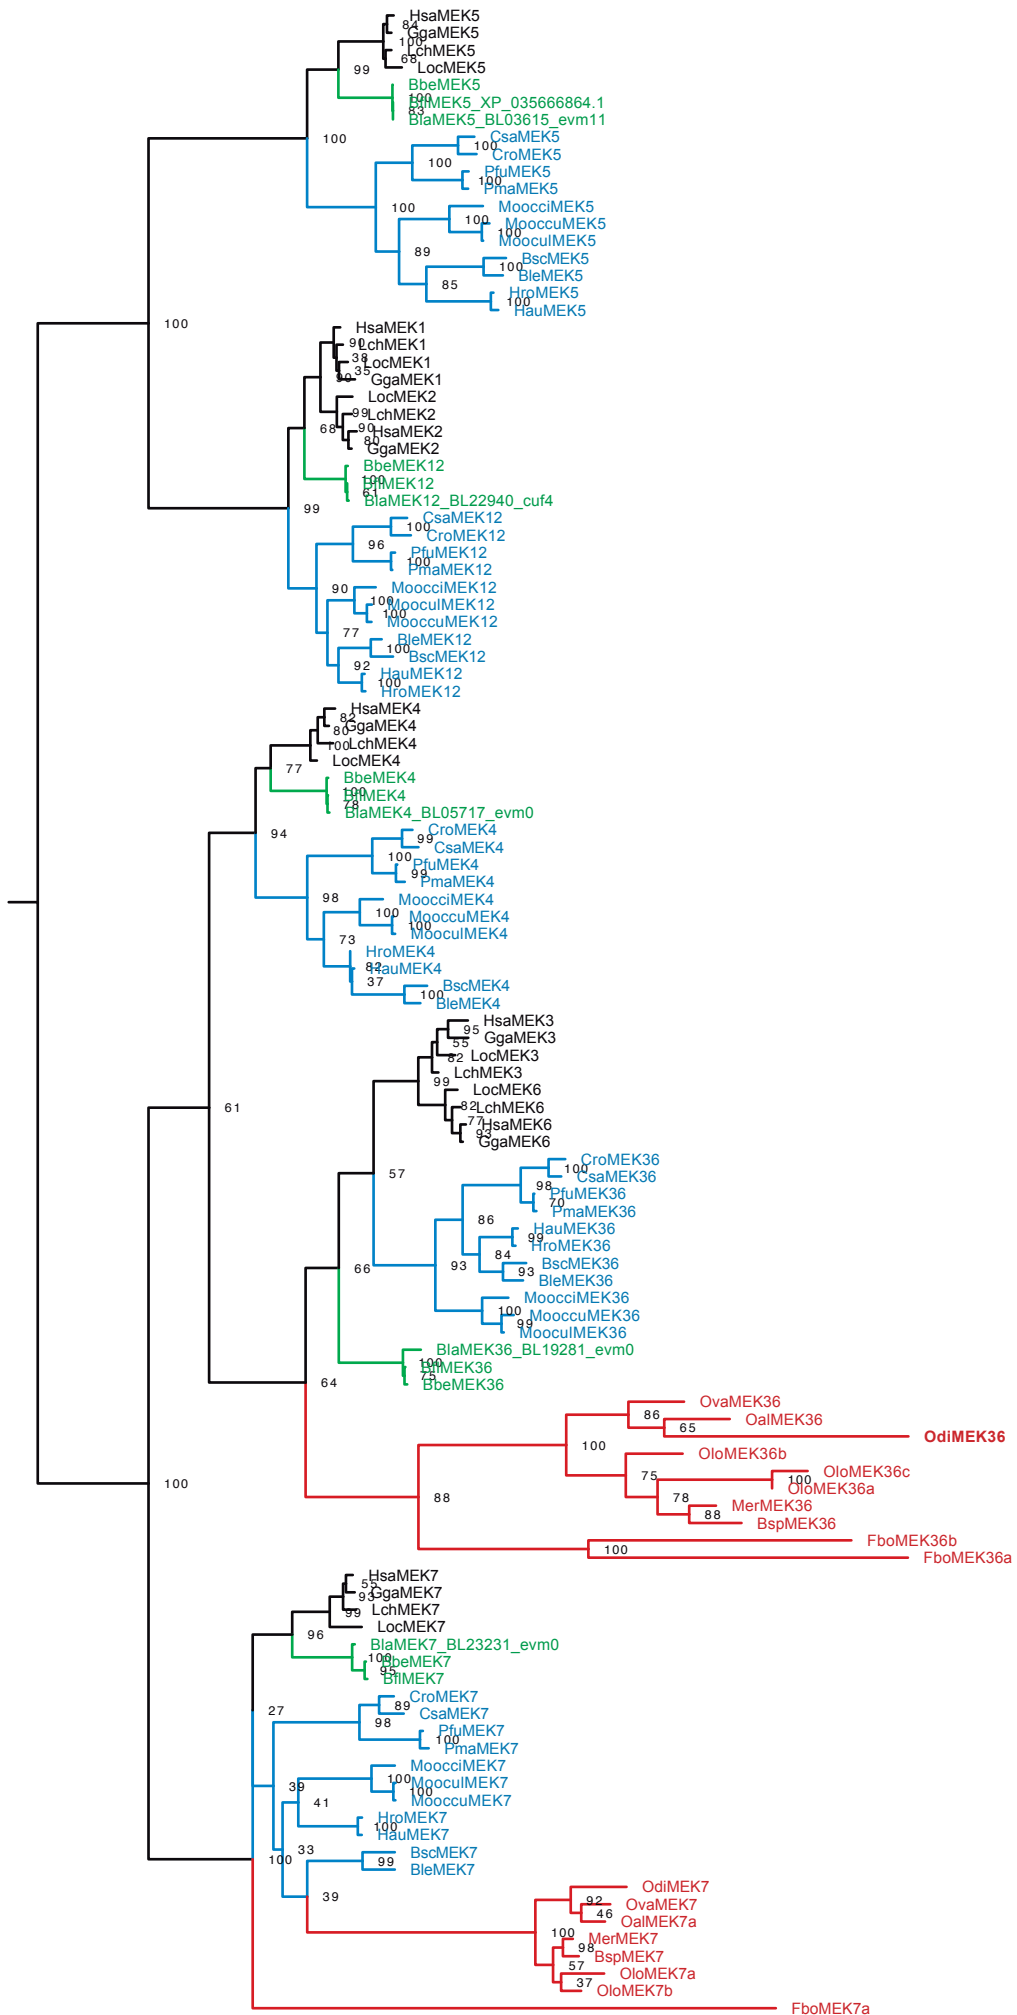 HsaMEK5
84
GgaMEK5
100
LchMEK5
68
LocMEK5
99
BbeMEK5
100
BflMEK5_XP_035666864.1
83
BlaMEK5_BL03615_evm11
100
CsaMEK5
100
CroMEK5
100
PfuMEK5
100
PmaMEK5
100
MoocciMEK5
100
MooccuMEK5
100
MooculMEK5
89
BscMEK5
100
BleMEK5
85
HroMEK5
100
HauMEK5
100
HsaMEK1
90
LchMEK1
38
LocMEK1
35
90
GgaMEK1
LocMEK2
99
LchMEK2
68
90
HsaMEK2
80
GgaMEK2
BbeMEK12
100
BflMEK12
61
BlaMEK12_BL22940_cuf4
99
CsaMEK12
100
CroMEK12
96
PfuMEK12
100
PmaMEK12
90
MoocciMEK12
100
MooculMEK12
100
MooccuMEK12
77
BleMEK12
100
BscMEK12
92
HauMEK12
100
HroMEK12
HsaMEK4
82
GgaMEK4
80
100
LchMEK4
LocMEK4
77
BbeMEK4
100
BflMEK4
78
BlaMEK4_BL05717_evm0
94
CroMEK4
99
CsaMEK4
100
PfuMEK4
99
PmaMEK4
98
MoocciMEK4
100
MooccuMEK4
100
MooculMEK4
73
HroMEK4
82
HauMEK4
37
BscMEK4
100
BleMEK4
HsaMEK3
95
GgaMEK3
55
LocMEK3
82
LchMEK3
99
LocMEK6
82
LchMEK6
77
HsaMEK6
93
GgaMEK6
61
57
CroMEK36
100
CsaMEK36
98
PfuMEK36
70
PmaMEK36
86
HauMEK36
99
HroMEK36
84
93
BscMEK36
93
BleMEK36
66
MoocciMEK36
100
MooccuMEK36
99
MooculMEK36
BlaMEK36_BL19281_evm0
100
BflMEK36
75
BbeMEK36
64
OvaMEK36
86
OalMEK36
65
OdiMEK36
100
OloMEK36b
75
OloMEK36c
100
OloMEK36a
78
MerMEK36
88
BspMEK36
88
100
FboMEK36b
100
FboMEK36a
HsaMEK7
55
GgaMEK7
93
LchMEK7
99
LocMEK7
96
BlaMEK7_BL23231_evm0
100
BbeMEK7
95
BflMEK7
27
CroMEK7
89
CsaMEK7
98
PfuMEK7
100
PmaMEK7
39
MoocciMEK7
100
MooculMEK7
100
MooccuMEK7
41
HroMEK7
100
HauMEK7
33
100
BscMEK7
99
BleMEK7
39
OdiMEK7
92
OvaMEK7
46
OalMEK7a
100
MerMEK7
98
BspMEK7
57
OloMEK7a
37
OloMEK7b
FboMEK7a